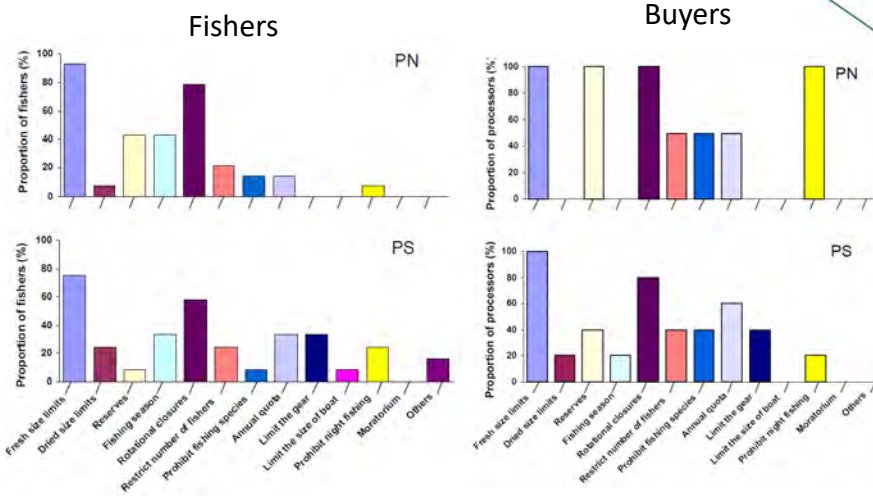 Fishers
Buyers
Proportion of fishers (%)
100
80
60
40
20
0
PN
Proportion of processors (%)
100
80
60
40
20
0
PN
Proportion of fishers (%)
100
80
60
40
20
0
PS
Proportion of processors (%)
100
80
60
40
20
0
PS
Fresh size limits
Dried size limits
Reserves
Fishing season
Rotational closures
Restrict number of fishers
Prohibit fishing species
Annual quota
Limit the gear
Limit the size of boat
Prohibit night fishing
Moratorium
Others
Fresh size limits
Dried size limits
Reserves
Fishing season
Rotational closures
Restrict number of fishers
Prohibit fishing species
Annual quota
Limit the gear
Limit the size of boat
Prohibit night fishing
Moratorium
Others